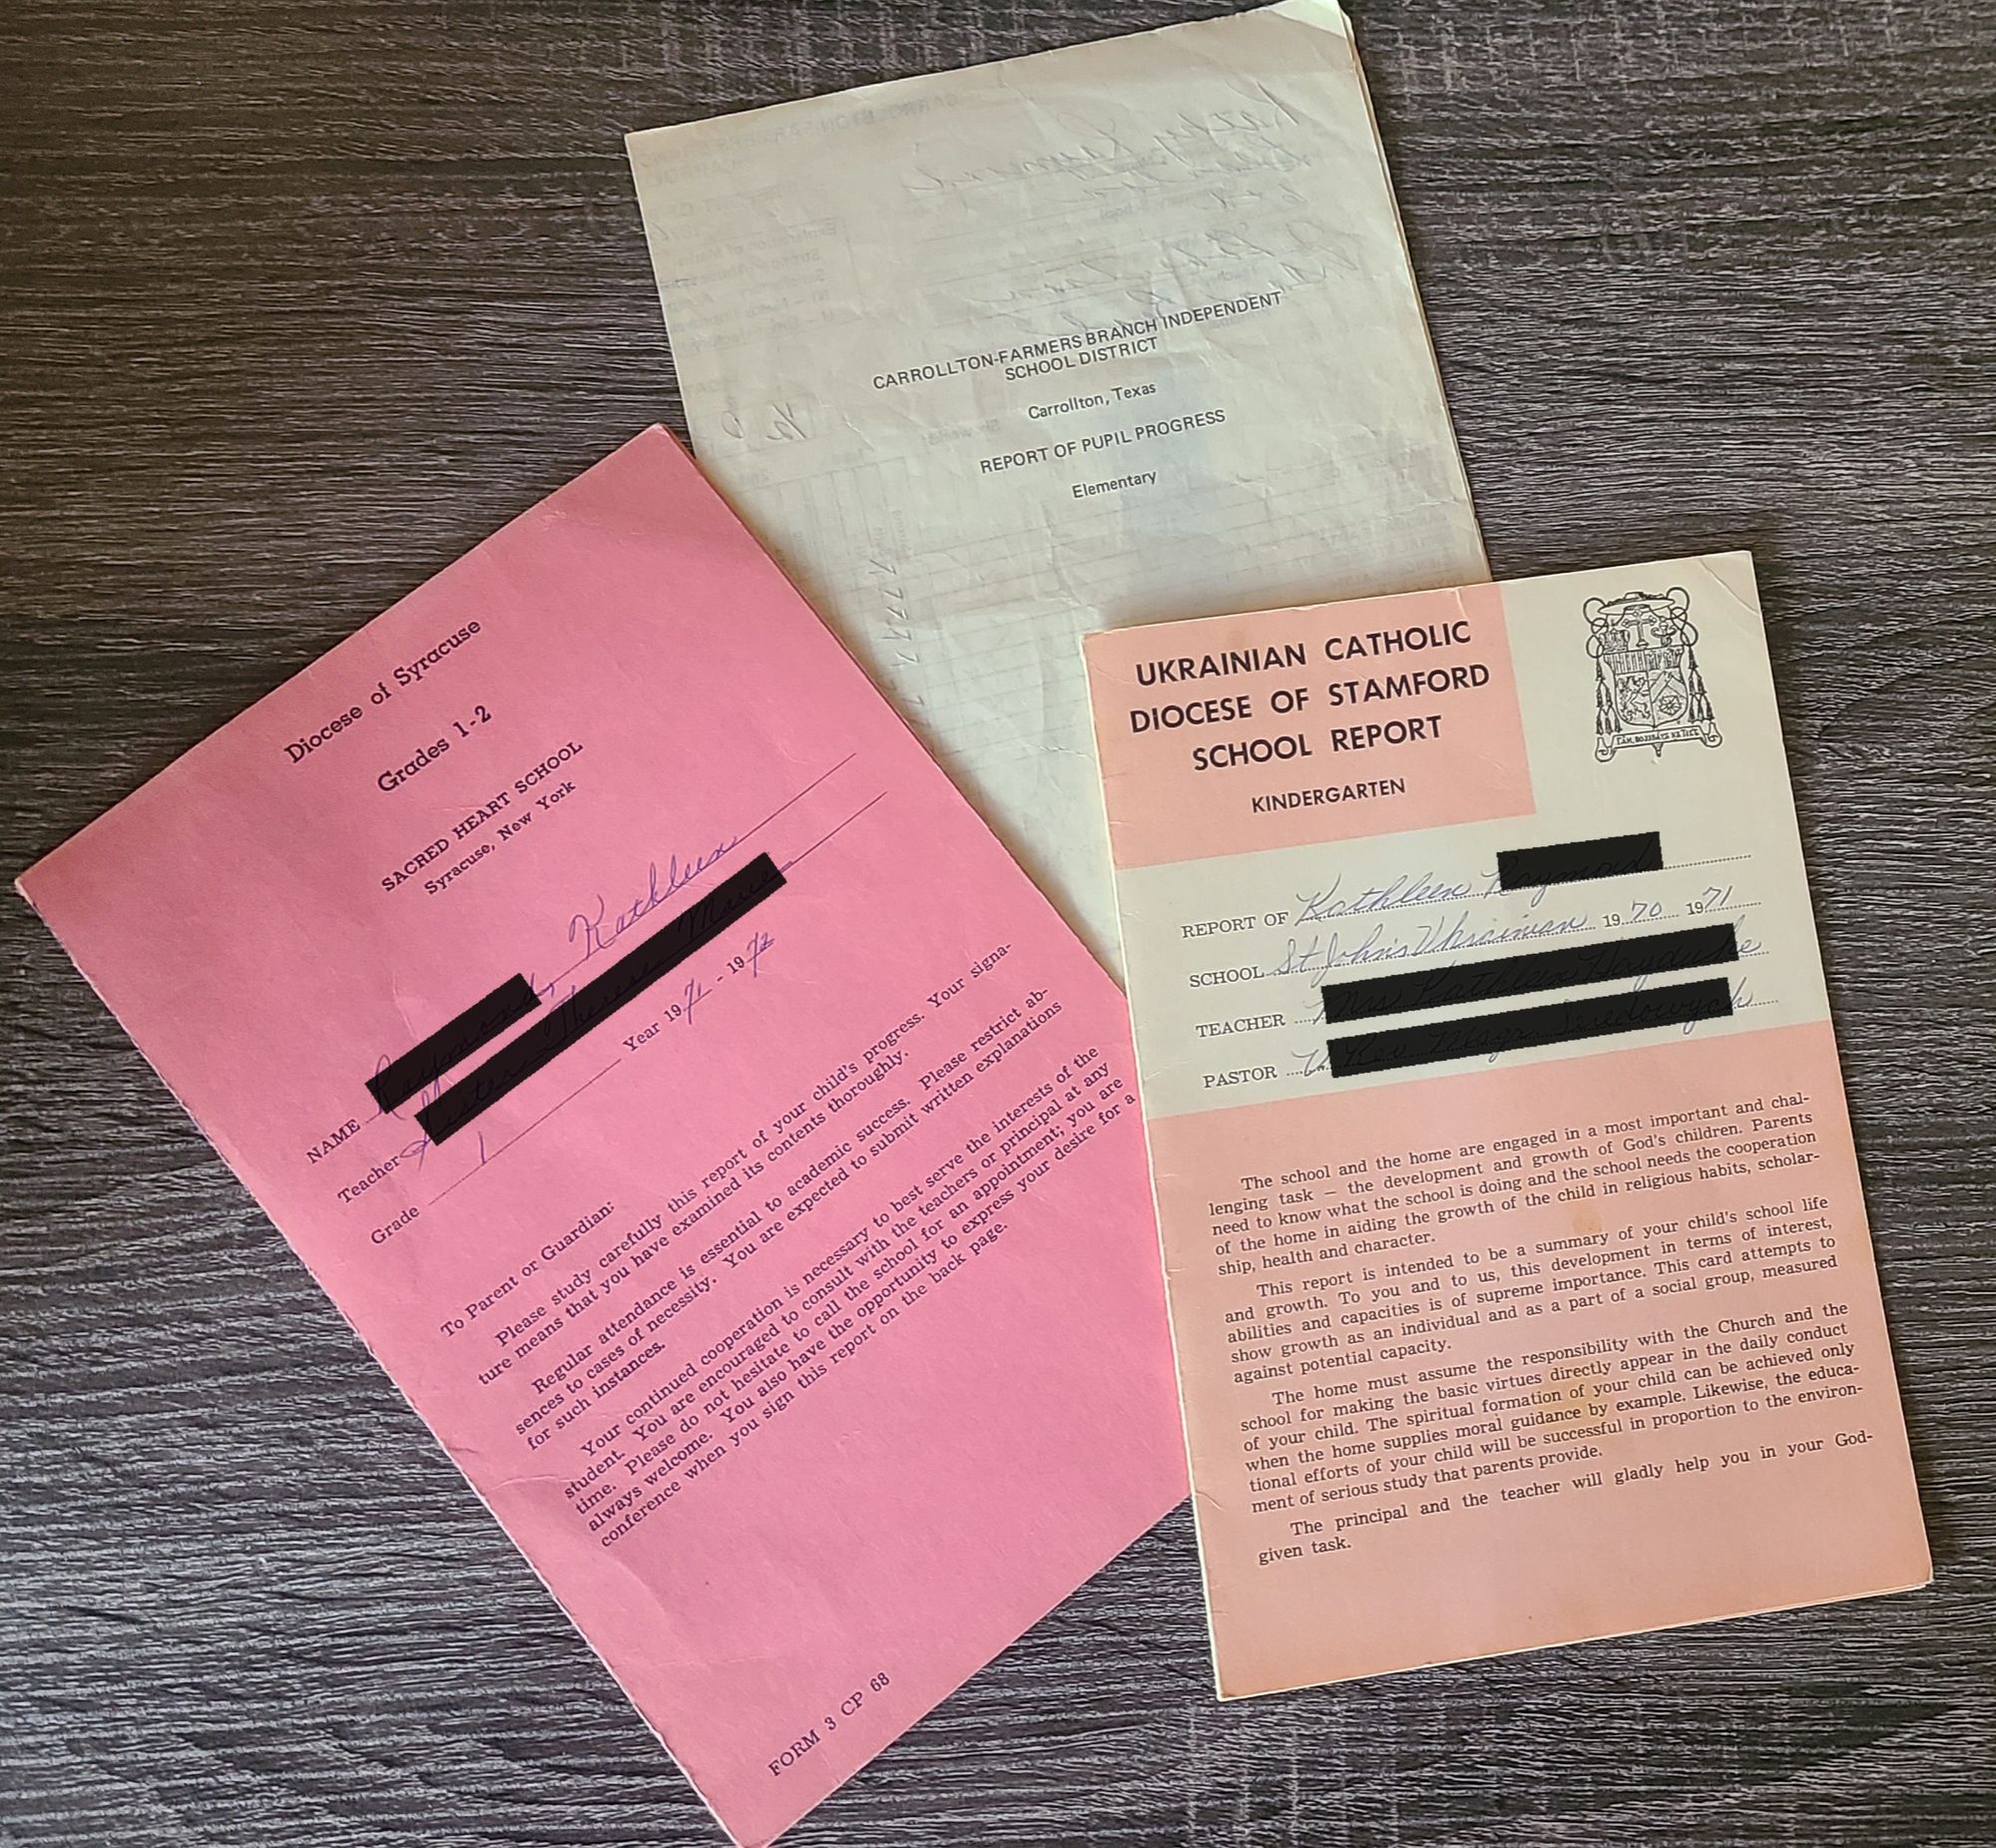 CARROLLTON-FARMERS BRANCH INDEPENDENT
SCHOOL DISTRICT
Carrollton, Texas
REPORT OF PUPIL PROGRESS
Elementary
Diocese of Syracuse
Grades 1-2
SACRED HEART SCHOOL
Syracuse, New York
NAME Kathleen
Teacher
Grade 1 Year 1971 - 1972
To Parent or Guardian:
Please study carefully this report of your child's progress. Your signa-
ture means that you have examined its contents thoroughly.
Regular attendance is essential to academic success. Please restrict ab-
sences to cases of necessity. You are expected to submit written explanations
for such instances.
Your continued cooperation is necessary to best serve the interests of the
student. You are encouraged to consult with the teachers or principal at any
time. Please do not hesitate to call the school for an appointment; you are
always welcome. You also have the opportunity to express your desire for a
conference when you sign this report on the back page.
FORM 3 CP 68
UKRAINIAN CATHOLIC
DIOCESE OF STAMFORD
SCHOOL REPORT
KINDERGARTEN
REPORT OF Kathleen
SCHOOL St Johns Ukrainian 1970 1971
TEACHER
PASTOR
The school and the home are engaged in a most important and chal-
lenging task — the development and growth of God's children. Parents
need to know what the school is doing and the school needs the cooperation
of the home in aiding the growth of the child in religious habits, scholar-
ship, health and character.
This report is intended to be a summary of your child's school life
and growth. To you and to us, this development in terms of interest,
abilities and capacities is of supreme importance. This card attempts to
show growth as an individual and as a part of a social group, measured
against potential capacity.
The home must assume the responsibility with the Church and the
school for making the basic virtues directly appear in the daily conduct
of your child. The spiritual formation of your child can be achieved only
when the home supplies moral guidance by example. Likewise, the educa-
tional efforts of your child will be successful in proportion to the environ-
ment of serious study that parents provide.
The principal and the teacher will gladly help you in your God-
given task.